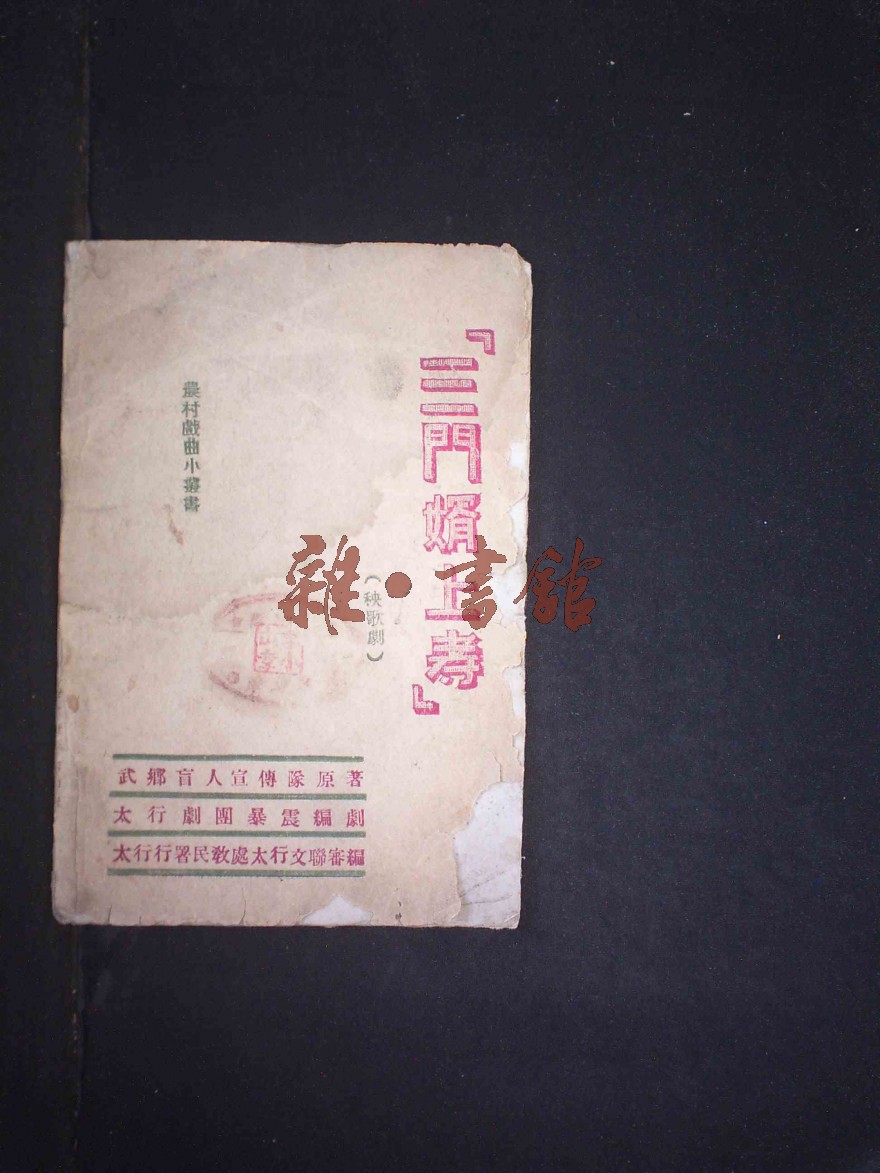 『三門婿上寿』
(秧歌劇)
農村戲曲小叢書
武鄉盲人宣傳隊原著
太行劇團暴震編劇
太行行署民教處太行文聯審編
雜·書館